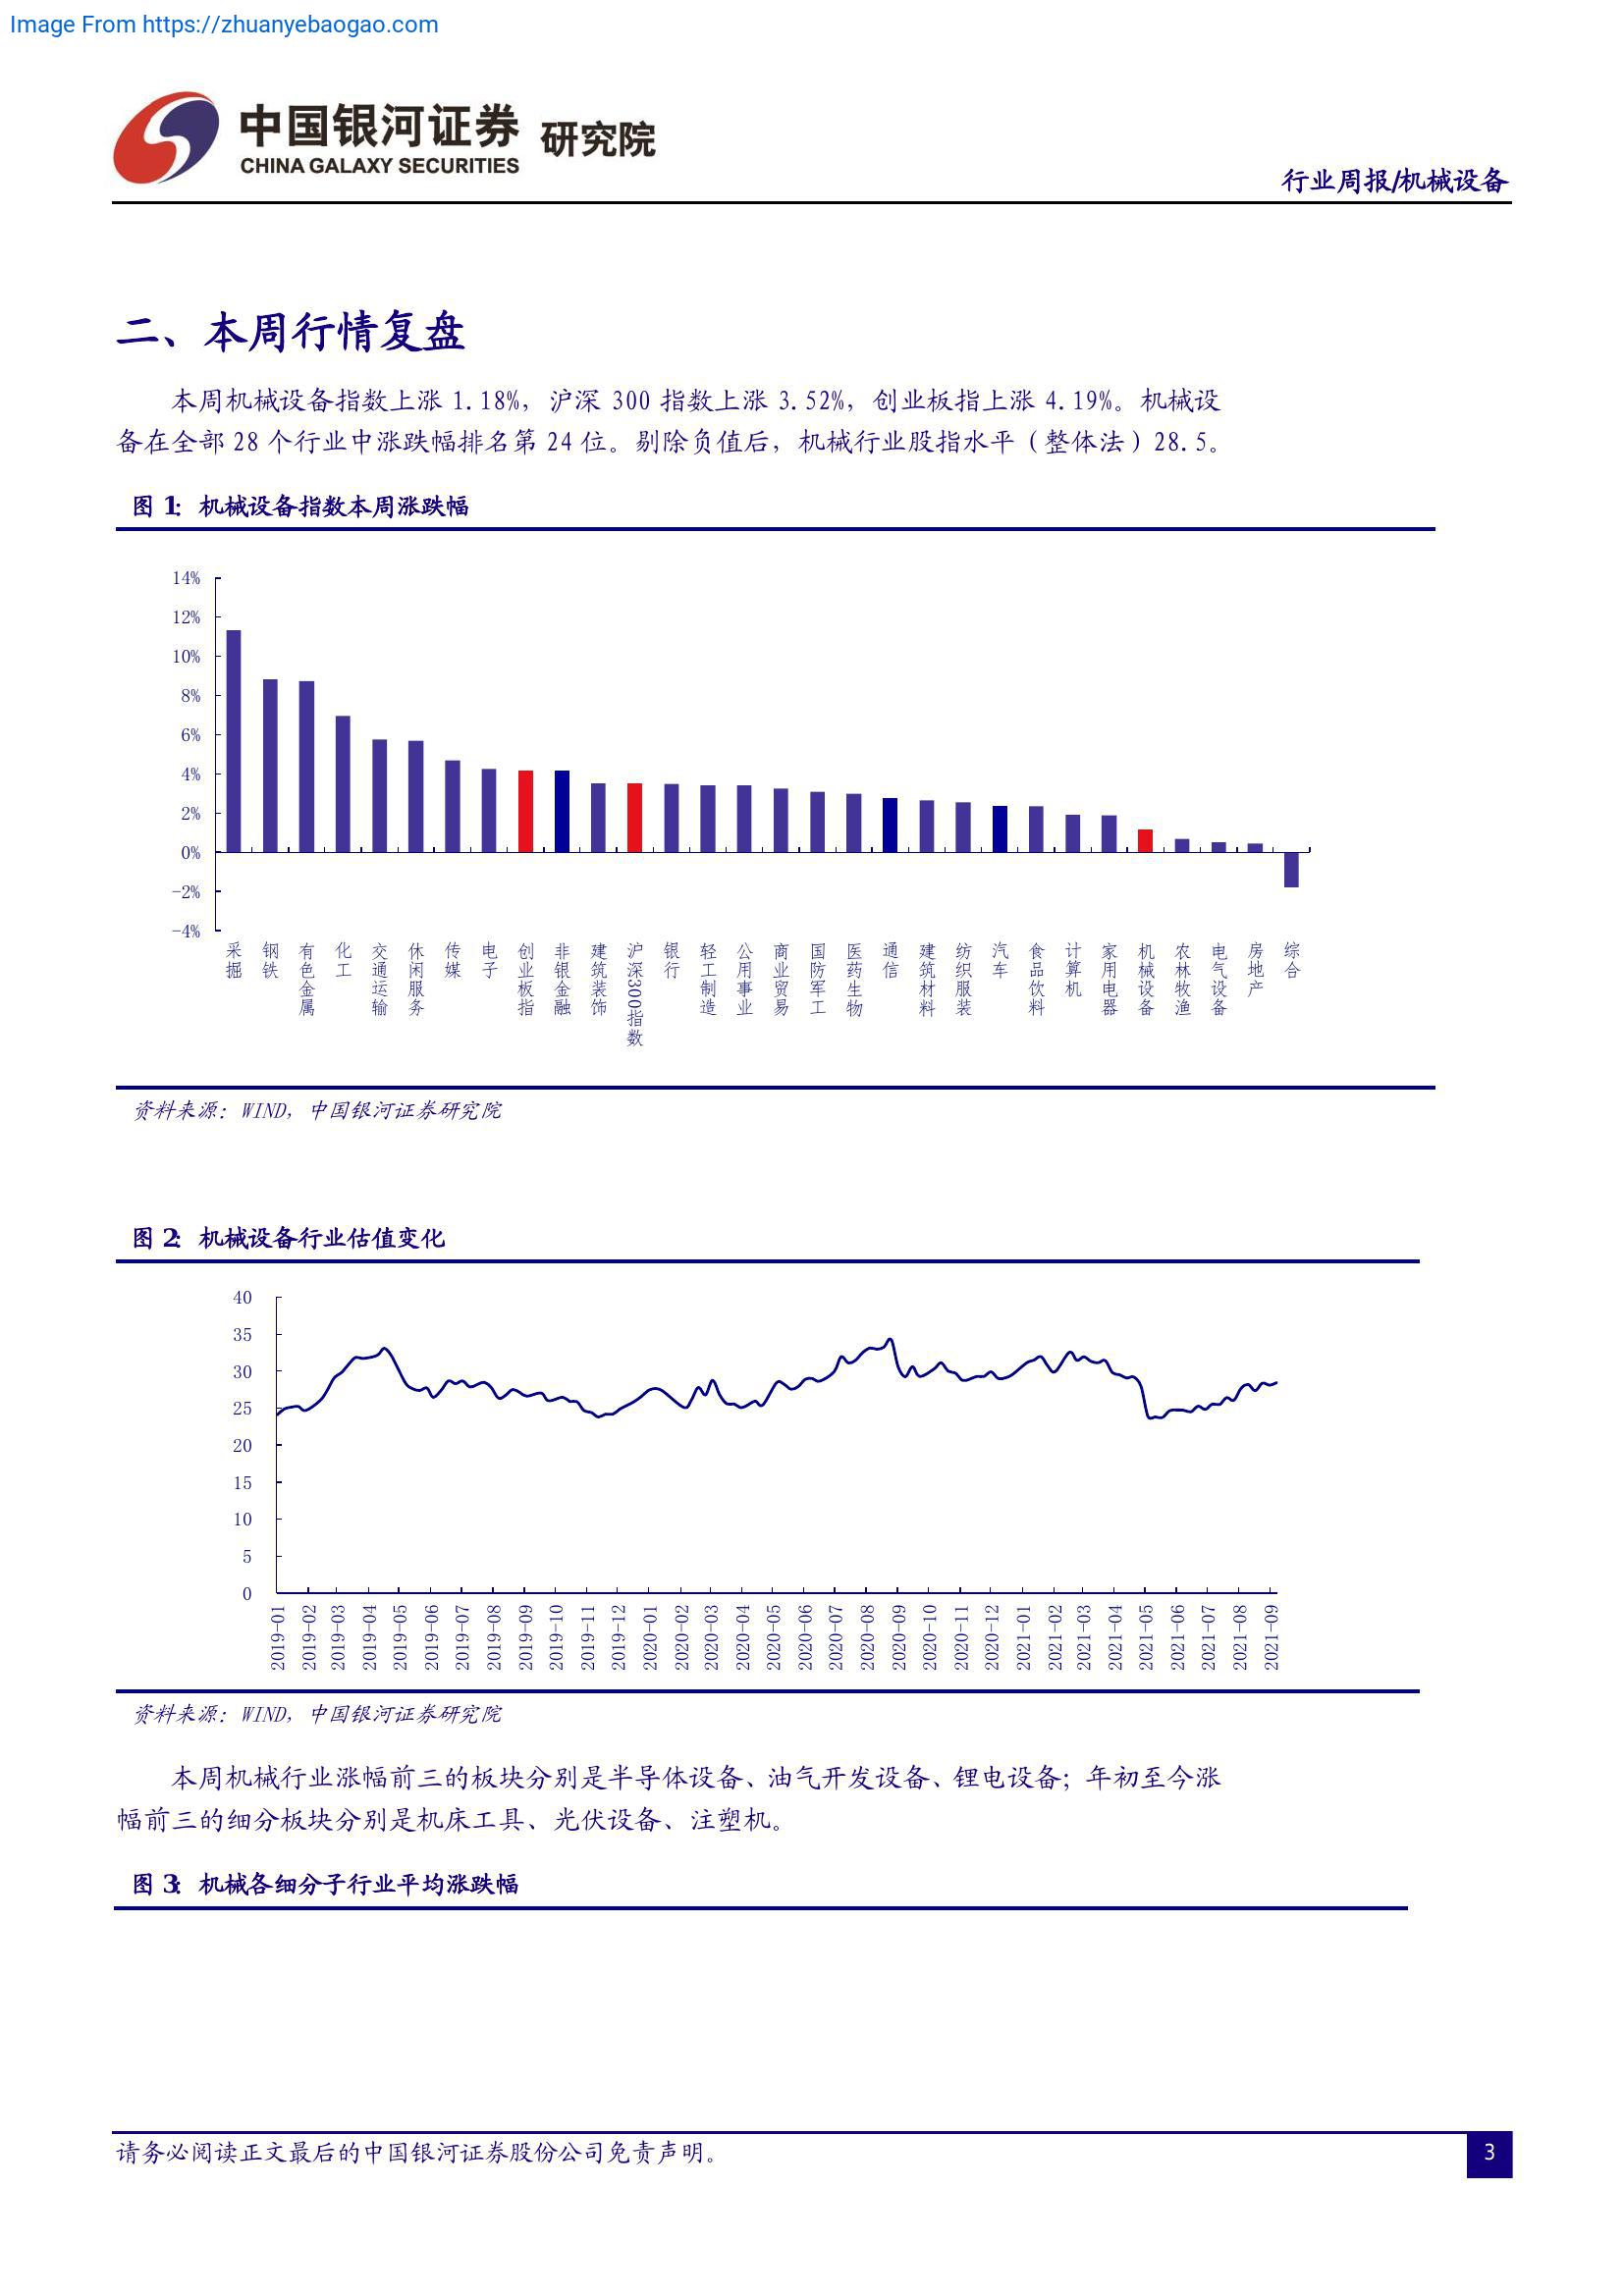 Image From https://zhuanyebaogao.com
中国银河证券 研究院
CHINA GALAXY SECURITIES
行业周报/机械设备
二、本周行情复盘
本周机械设备指数上涨 1.18%，沪深 300 指数上涨 3.52%，创业板指上涨 4.19%。机械设
备在全部 28 个行业中涨跌幅排名第 24 位。剔除负值后，机械行业股指水平（整体法）28.5。
图 1： 机械设备指数本周涨跌幅
14%
12%
10%
8%
6%
4%
2%
0%
-2%
-4%
采掘
钢铁
有色金属
化工
交通运输
休闲服务
传媒
电子
创业板指
非银金融
建筑装饰
沪深300指数
银行
轻工制造
公用事业
商业贸易
国防军工
医药生物
通信
建筑材料
纺织服装
汽车
食品饮料
计算机
家用电器
机械设备
农林牧渔
电气设备
房地产
综合
资料来源：WIND，中国银河证券研究院
图 2： 机械设备行业估值变化
40
35
30
25
20
15
10
5
0
2019-01
2019-02
2019-03
2019-04
2019-05
2019-06
2019-07
2019-08
2019-09
2019-10
2019-11
2019-12
2020-01
2020-02
2020-03
2020-04
2020-05
2020-06
2020-07
2020-08
2020-09
2020-10
2020-11
2020-12
2021-01
2021-02
2021-03
2021-04
2021-05
2021-06
2021-07
2021-08
2021-09
资料来源：WIND，中国银河证券研究院
本周机械行业涨幅前三的板块分别是半导体设备、油气开发设备、锂电设备；年初至今涨
幅前三的细分板块分别是机床工具、光伏设备、注塑机。
图 3： 机械各细分子行业平均涨跌幅
请务必阅读正文最后的中国银河证券股份公司免责声明。
3